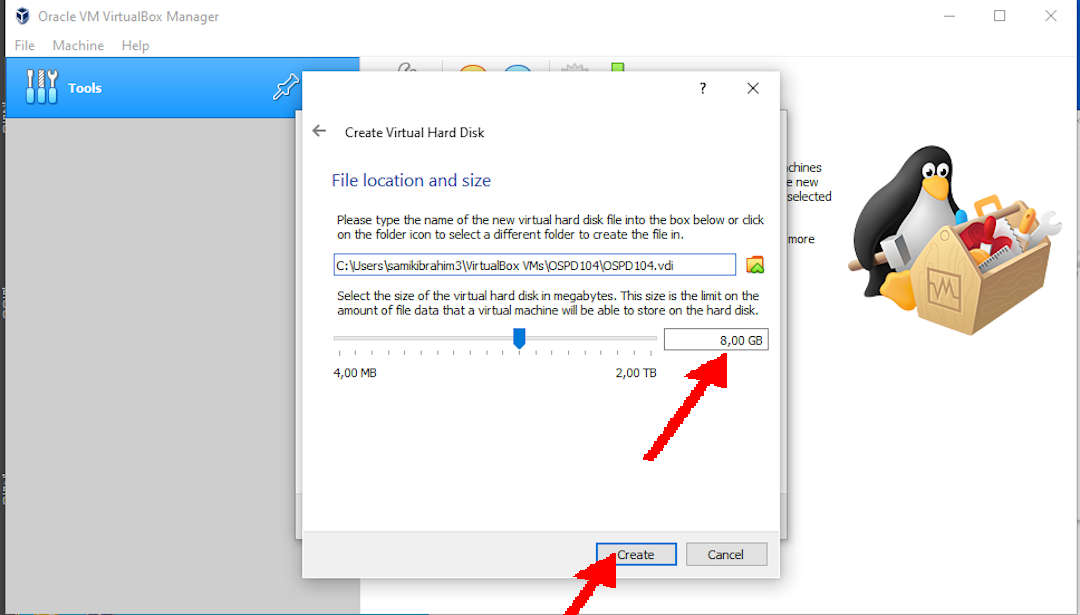 Oracle VM VirtualBox Manager
File Machine Help
Tools
?
Create Virtual Hard Disk
File location and size
Please type the name of the new virtual hard disk file into the box below or click
on the folder icon to select a different folder to create the file in.
C:\Users\samikibrahim3\VirtualBox VMs\OSPD104\OSPD104.vdi
Select the size of the virtual hard disk in megabytes. This size is the limit on the
amount of file data that a virtual machine will be able to store on the hard disk.
8,00 GB
4,00 MB 2,00 TB
Create Cancel
new
selected
more